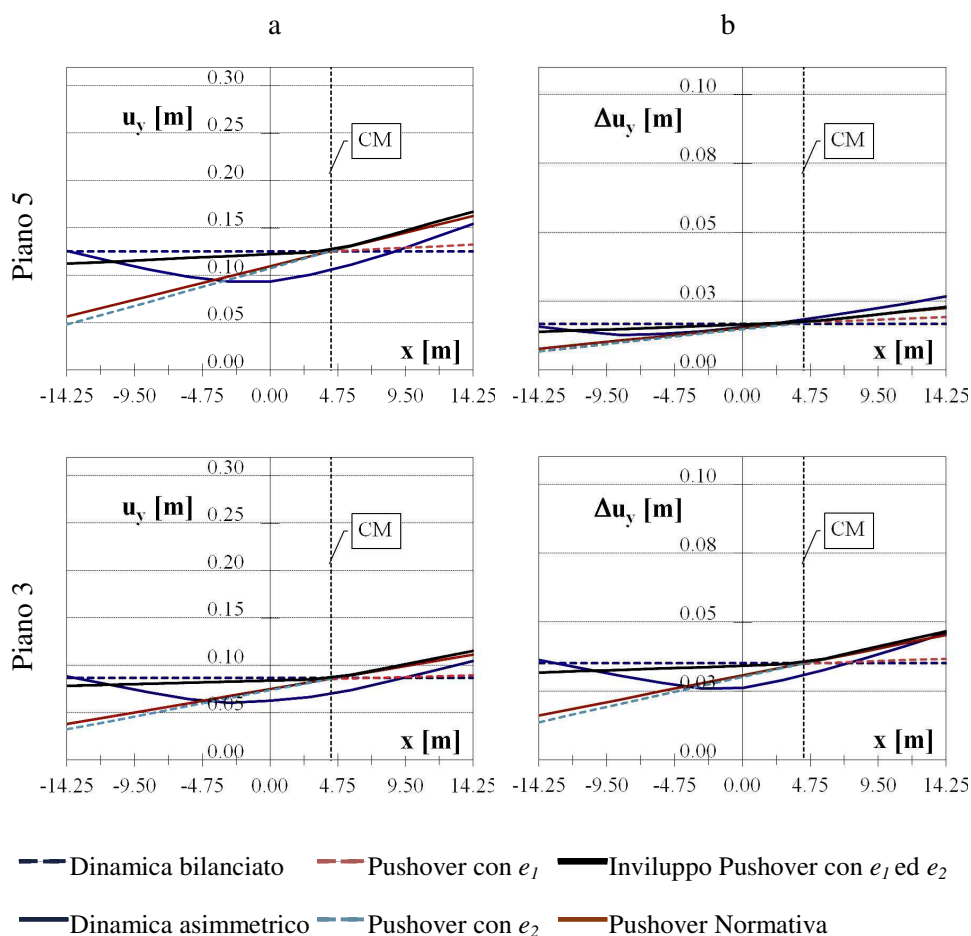 a
b
Piano 5
0.30
0.25
0.20
0.15
0.10
0.05
0.00
u_y [m]
CM
x [m]
-14.25 -9.50 -4.75 0.00 4.75 9.50 14.25
0.10
0.08
0.05
0.03
0.00
Δu_y [m]
CM
x [m]
-14.25 -9.50 -4.75 0.00 4.75 9.50 14.25
Piano 3
0.30
0.25
0.20
0.15
0.10
0.05
0.00
u_y [m]
CM
x [m]
-14.25 -9.50 -4.75 0.00 4.75 9.50 14.25
0.10
0.08
0.05
0.03
0.00
Δu_y [m]
CM
x [m]
-14.25 -9.50 -4.75 0.00 4.75 9.50 14.25
Dinamica bilanciato Pushover con e1 Inviluppo Pushover con e1 ed e2
Dinamica asimmetrico Pushover con e2 Pushover Normativa